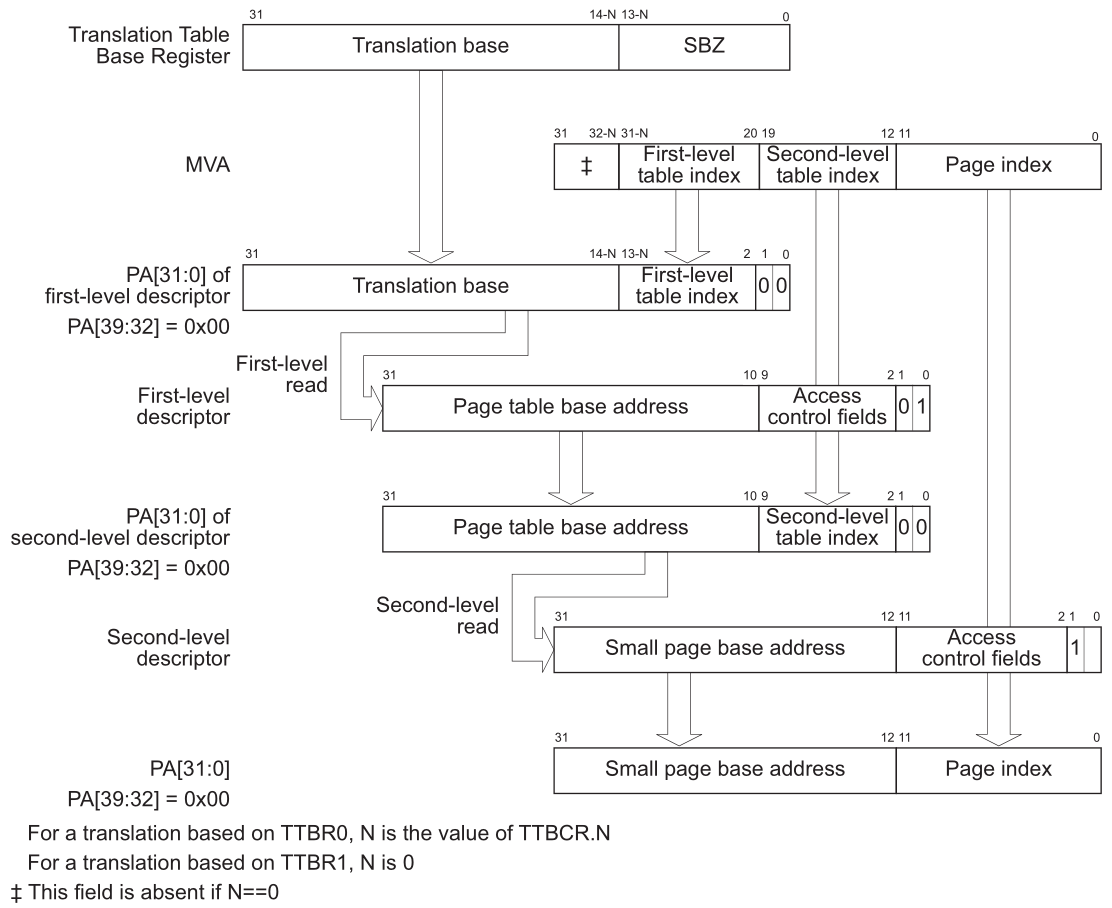 31 14-N 13-N 0
Translation Table
Base Register
Translation base SBZ
31 32-N 31-N 20 19 12 11 0
MVA
‡
First-level
table index
Second-level
table index
Page index
31 14-N 13-N 2 1 0
PA[31:0] of
first-level descriptor
PA[39:32] = 0x00
Translation base
First-level
table index
0 0
First-level
read
31 10 9 2 1 0
First-level
descriptor
Page table base address
Access
control fields
0 1
31 10 9 2 1 0
PA[31:0] of
second-level descriptor
PA[39:32] = 0x00
Page table base address
Second-level
table index
0 0
Second-level
read
31 12 11 2 1 0
Second-level
descriptor
Small page base address
Access
control fields
1
31 12 11 0
PA[31:0]
PA[39:32] = 0x00
Small page base address Page index
For a translation based on TTBR0, N is the value of TTBCR.N
For a translation based on TTBR1, N is 0
‡ This field is absent if N==0